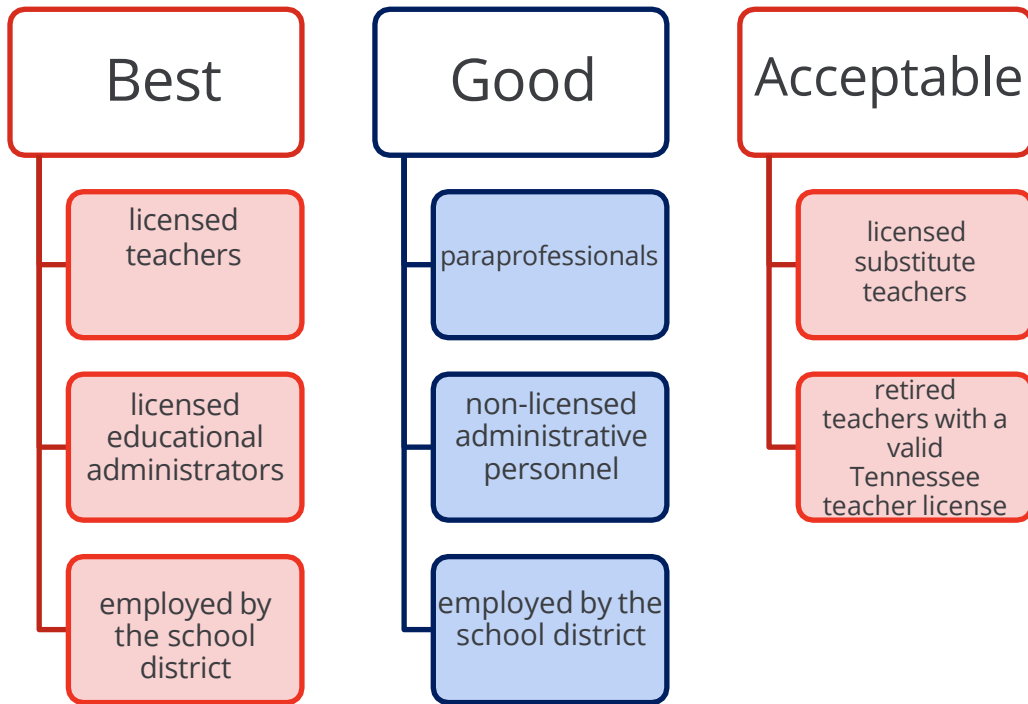 Best
licensed
teachers
licensed
educational
administrators
employed by
the school
district
Good
paraprofessionals
non-licensed
administrative
personnel
employed by the
school district
Acceptable
licensed
substitute
teachers
retired
teachers with a
valid
Tennessee
teacher license